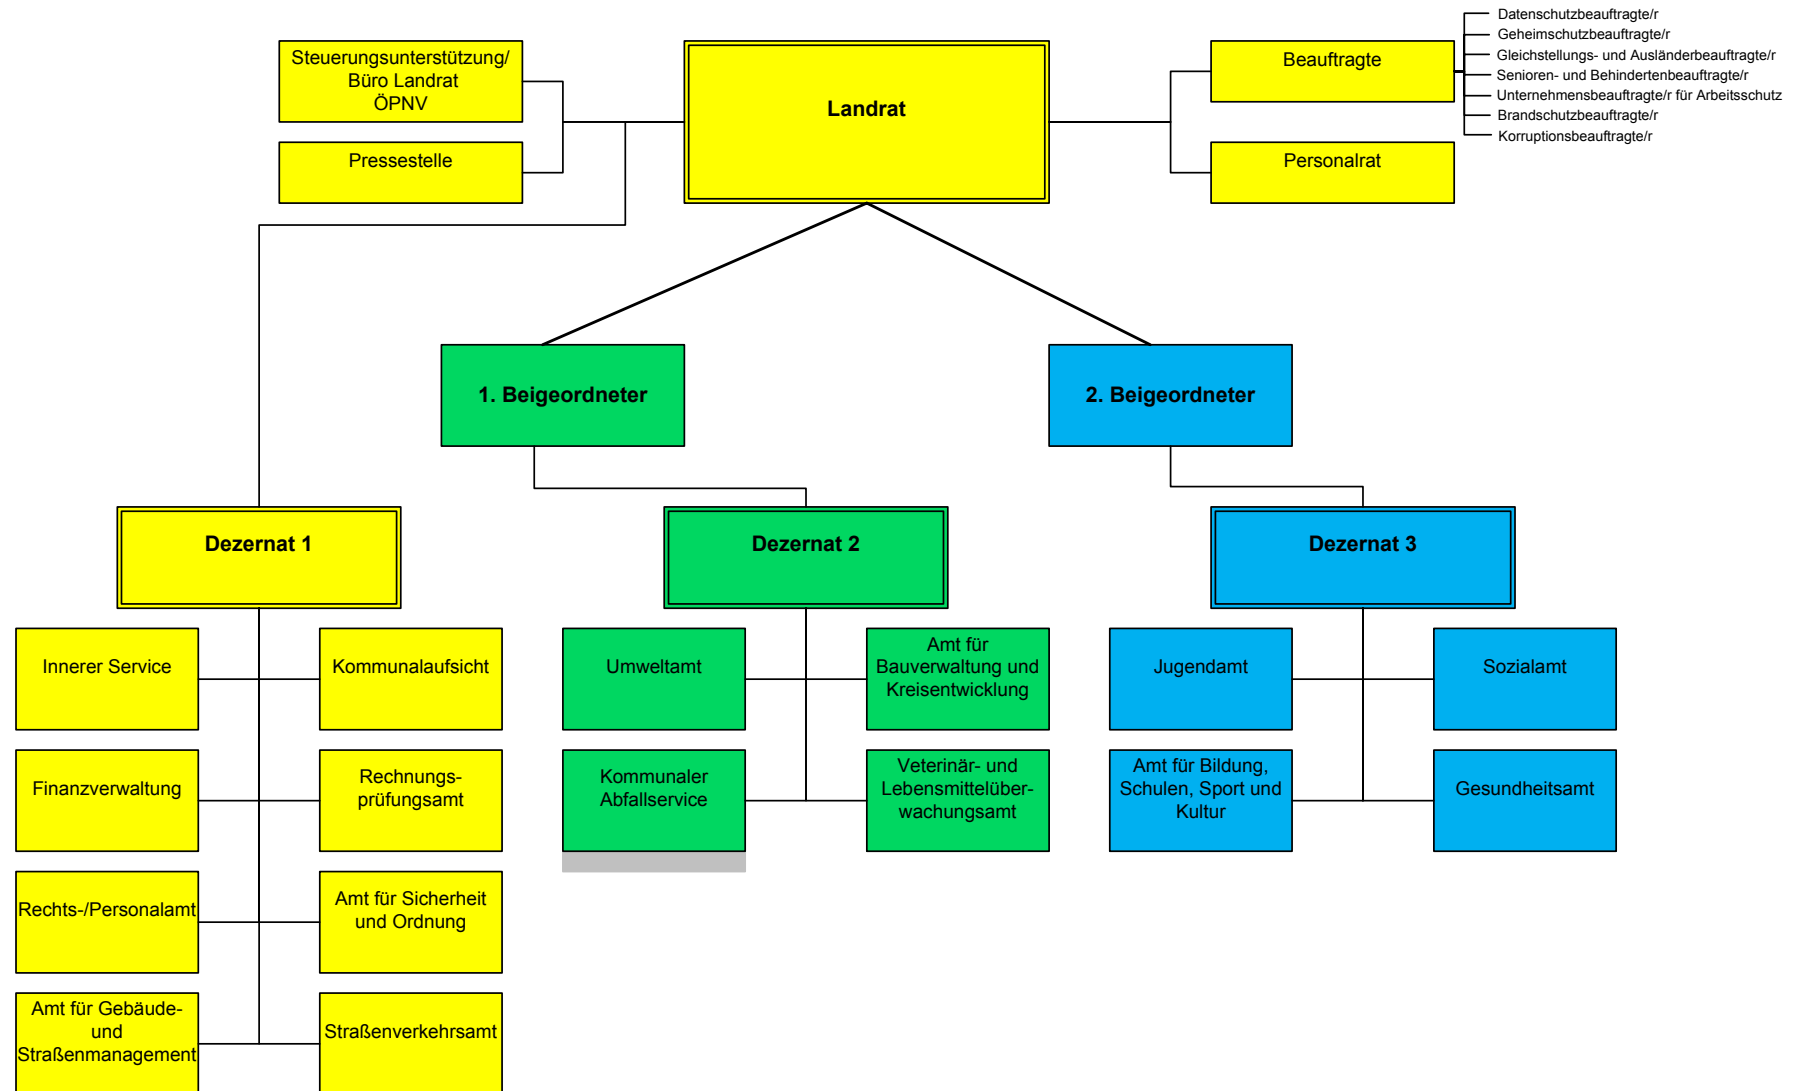 Datenschutzbeauftragte/r
Geheimschutzbeauftragte/r
Gleichstellungs- und Ausländerbeauftragte/r
Senioren- und Behindertenbeauftragte/r
Unternehmensbeauftragte/r für Arbeitsschutz
Brandschutzbeauftragte/r
Korruptionsbeauftragte/r
Steuerungsunterstützung/
Büro Landrat
ÖPNV
Landrat
Beauftragte
Pressestelle
Personalrat
1. Beigeordneter
2. Beigeordneter
Dezernat 1
Dezernat 2
Dezernat 3
Innerer Service
Kommunalaufsicht
Umweltamt
Amt für
Bauverwaltung und
Kreisentwicklung
Jugendamt
Sozialamt
Finanzverwaltung
Rechnungs-
prüfungsamt
Kommunaler
Abfallservice
Veterinär- und
Lebensmittelüber-
wachungsamt
Amt für Bildung,
Schulen, Sport und
Kultur
Gesundheitsamt
Rechts-/Personalamt
Amt für Sicherheit
und Ordnung
Amt für Gebäude-
und
Straßenmanagement
Straßenverkehrsamt